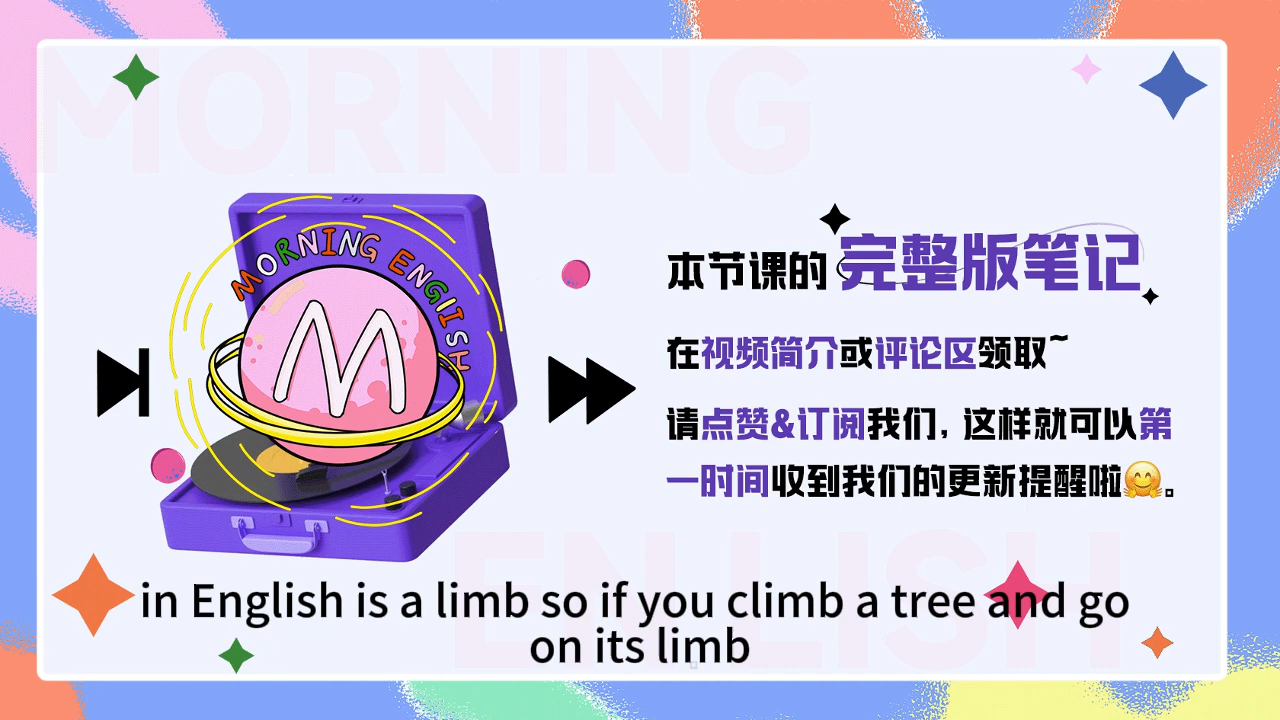 MORNING
MORNING ENGLISH
M
本节课的 完整版笔记
在视频简介或评论区领取~
请点赞&订阅我们, 这样就可以第
一时间收到我们的更新提醒啦🤗。
in English is a limb so if you climb a tree and go
on its limb